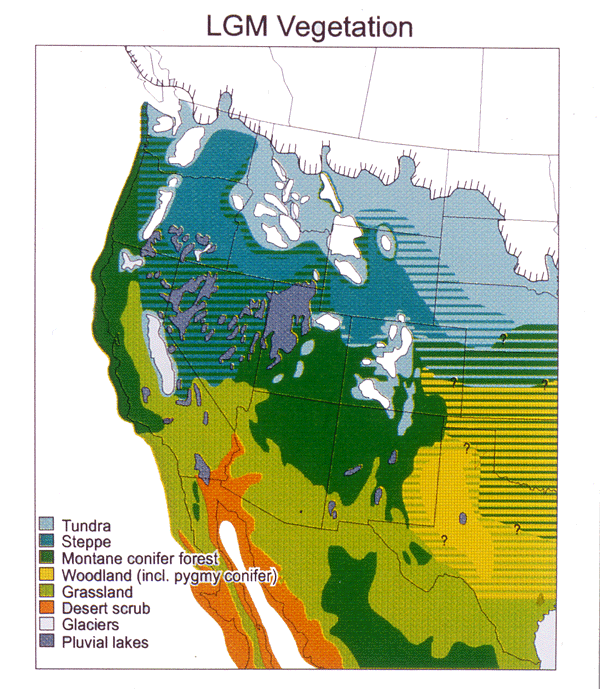 LGM Vegetation
?
?
?
?
?
Tundra
Steppe
Montane conifer forest
Woodland (incl. pygmy conifer)
Grassland
Desert scrub
Glaciers
Pluvial lakes